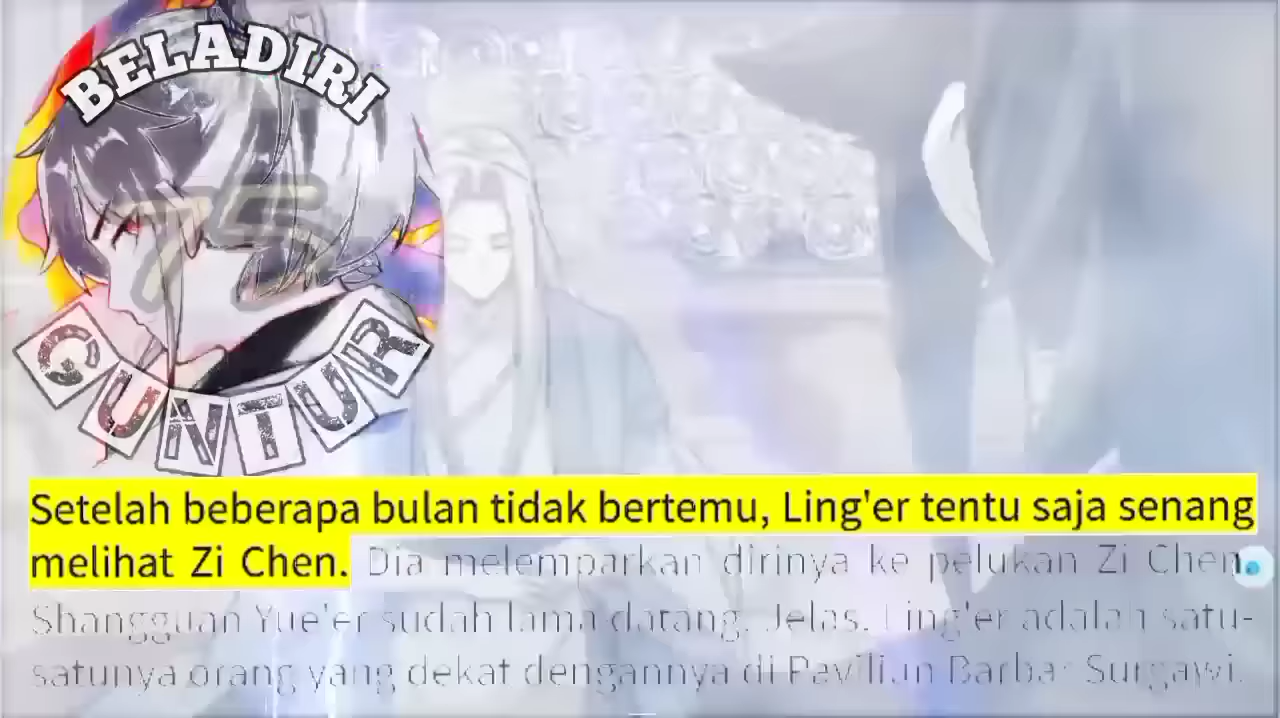 BELADIRI
75
GUNTUR
Setelah beberapa bulan tidak bertemu, Ling'er tentu saja senang
melihat Zi Chen. Dia melemparkan dirinya ke pelukan Zi Chen.
Shangguan Yue'er sudah lama datang. Jelas. Ling'er adalah satu-
satunya orang yang dekat dengannya di Pavilian Barbar Surgawi.